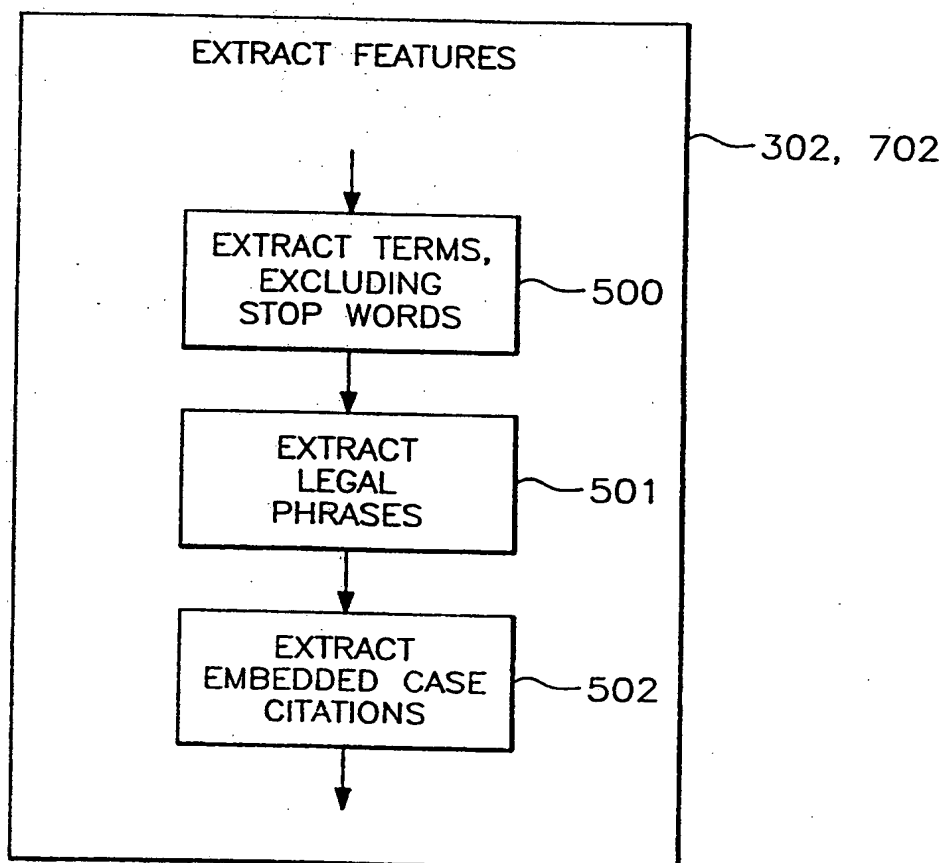 EXTRACT FEATURES
302, 702
EXTRACT TERMS,
EXCLUDING
STOP WORDS
500
EXTRACT
LEGAL
PHRASES
501
EXTRACT
EMBEDDED CASE
CITATIONS
502